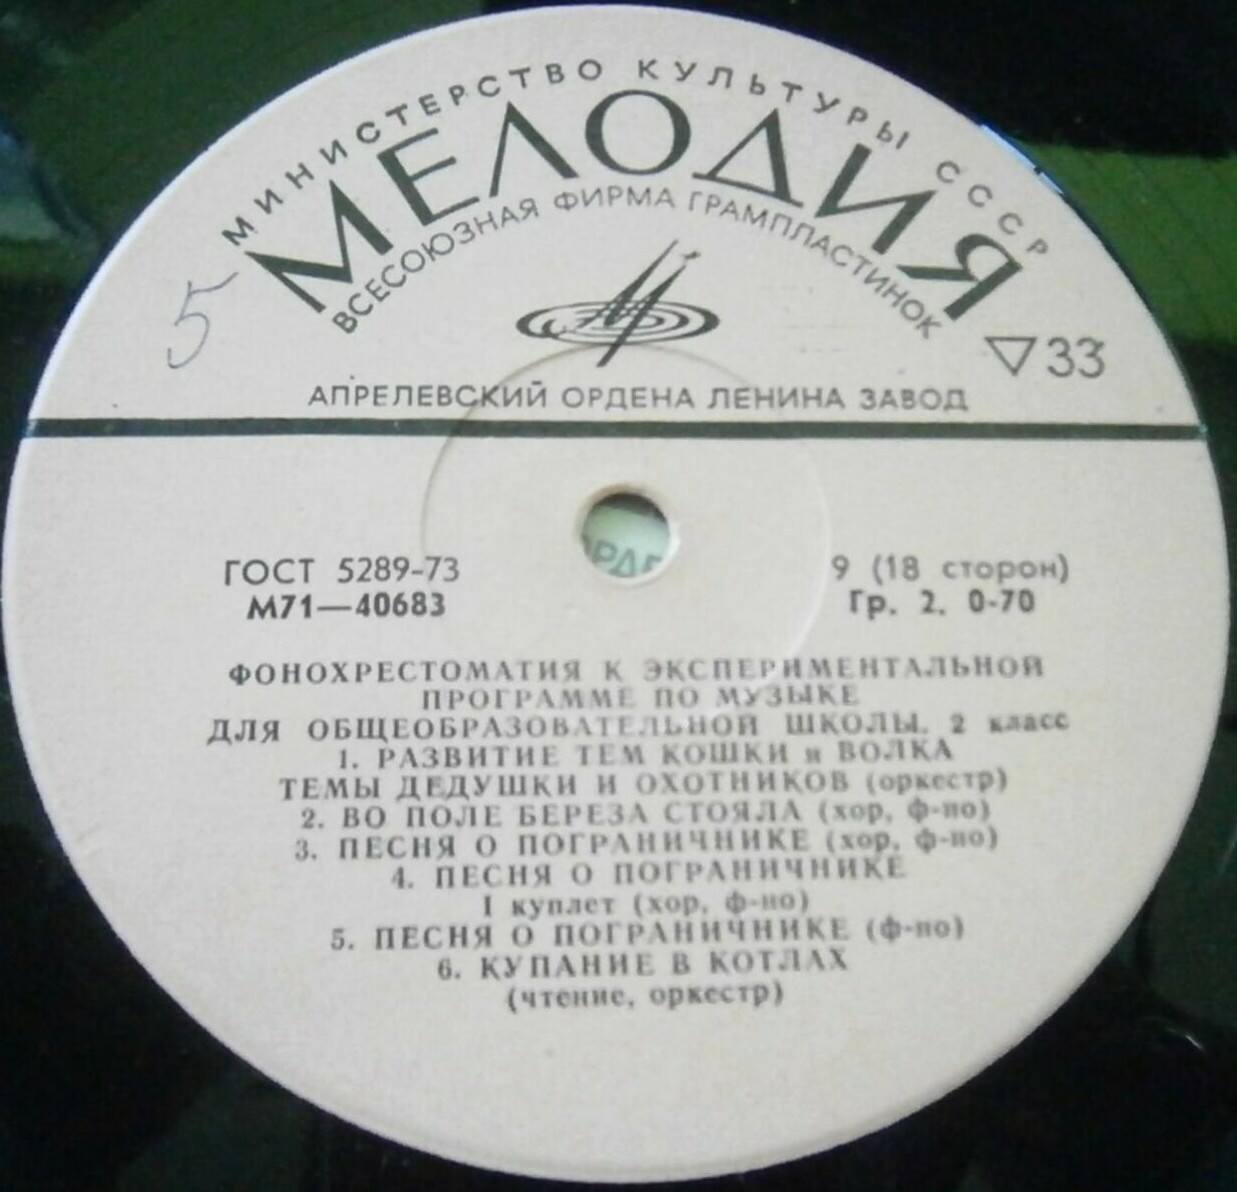 МИНИСТЕРСТВО КУЛЬТУРЫ СССР
МЕЛОДИЯ
ВСЕСОЮЗНАЯ ФИРМА ГРАМПЛАСТИНОК
5
▽33
АПРЕЛЕВСКИЙ ОРДЕНА ЛЕНИНА ЗАВОД
ГОСТ 5289-73
9 (18 сторон)
М71—40683
Гр. 2. 0-70
ФОНОХРЕСТОМАТИЯ К ЭКСПЕРИМЕНТАЛЬНОЙ
ПРОГРАММЕ ПО МУЗЫКЕ
ДЛЯ ОБЩЕОБРАЗОВАТЕЛЬНОЙ ШКОЛЫ. 2 класс
1. РАЗВИТИЕ ТЕМ КОШКИ и ВОЛКА
ТЕМЫ ДЕДУШКИ И ОХОТНИКОВ (оркестр)
2. ВО ПОЛЕ БЕРЕЗА СТОЯЛА (хор, ф-но)
3. ПЕСНЯ О ПОГРАНИЧНИКЕ (хор, ф-но)
4. ПЕСНЯ О ПОГРАНИЧНИКЕ
I куплет (хор, ф-но)
5. ПЕСНЯ О ПОГРАНИЧНИКЕ (ф-но)
6. КУПАНИЕ В КОТЛАХ
(чтение, оркестр)